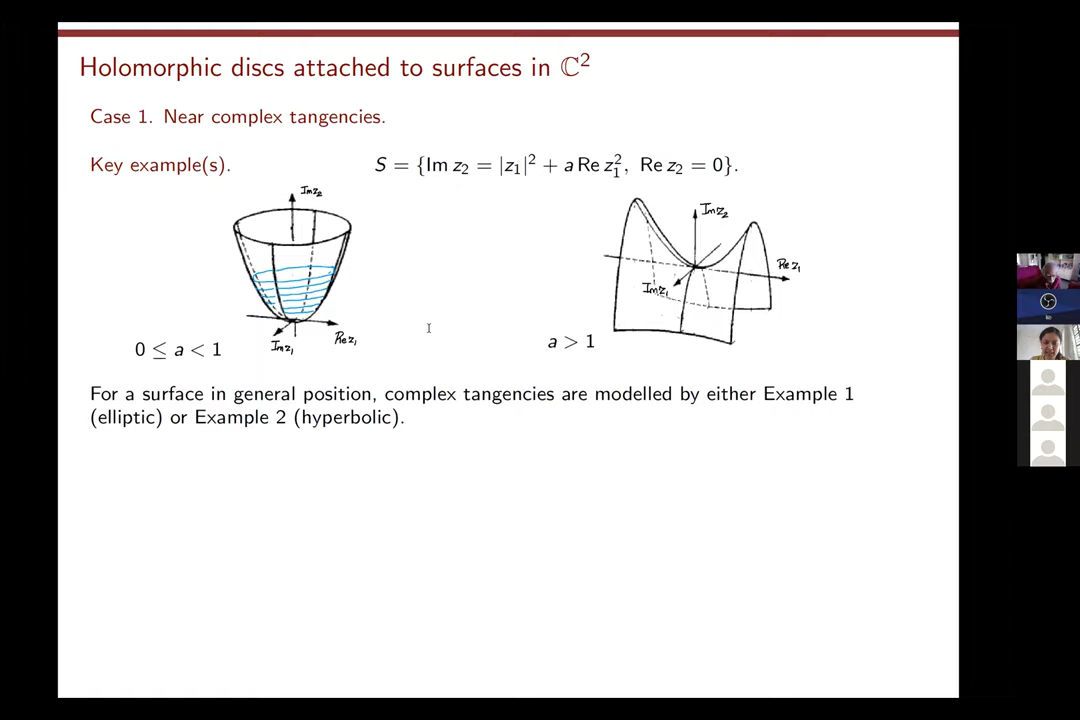 Holomorphic discs attached to surfaces in ℂ²
Case 1. Near complex tangencies.
Key example(s). S = {Im z₂ = |z₁|² + a Re z₁², Re z₂ = 0}.
Im z₂
Im z₂
Re z₁
Im z₁
Im z₁
Re z₁
0 ≤ a < 1
a > 1
For a surface in general position, complex tangencies are modelled by either Example 1
(elliptic) or Example 2 (hyperbolic).